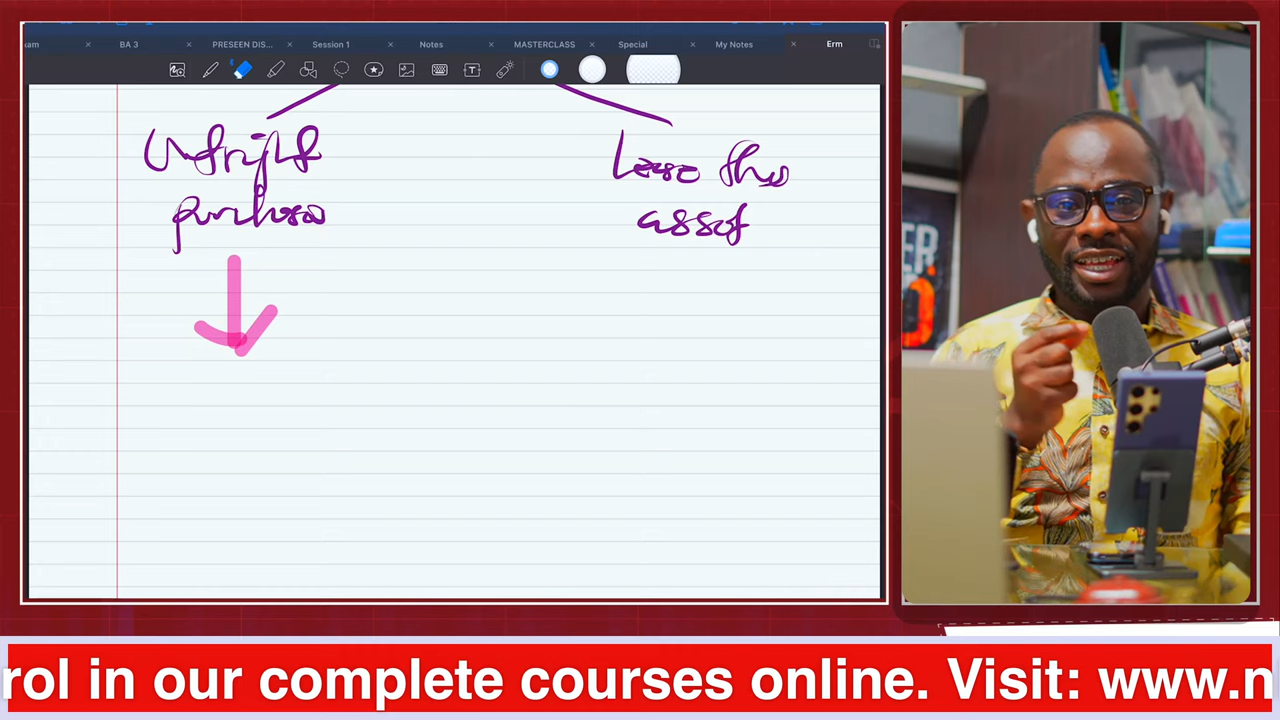 am
BA 3
PRESEEN DIS...
Session 1
Notes
MASTERCLASS
Special
My Notes
Erm
Outright
purchase
Lease the
asset
rol in our complete courses online. Visit: www.n